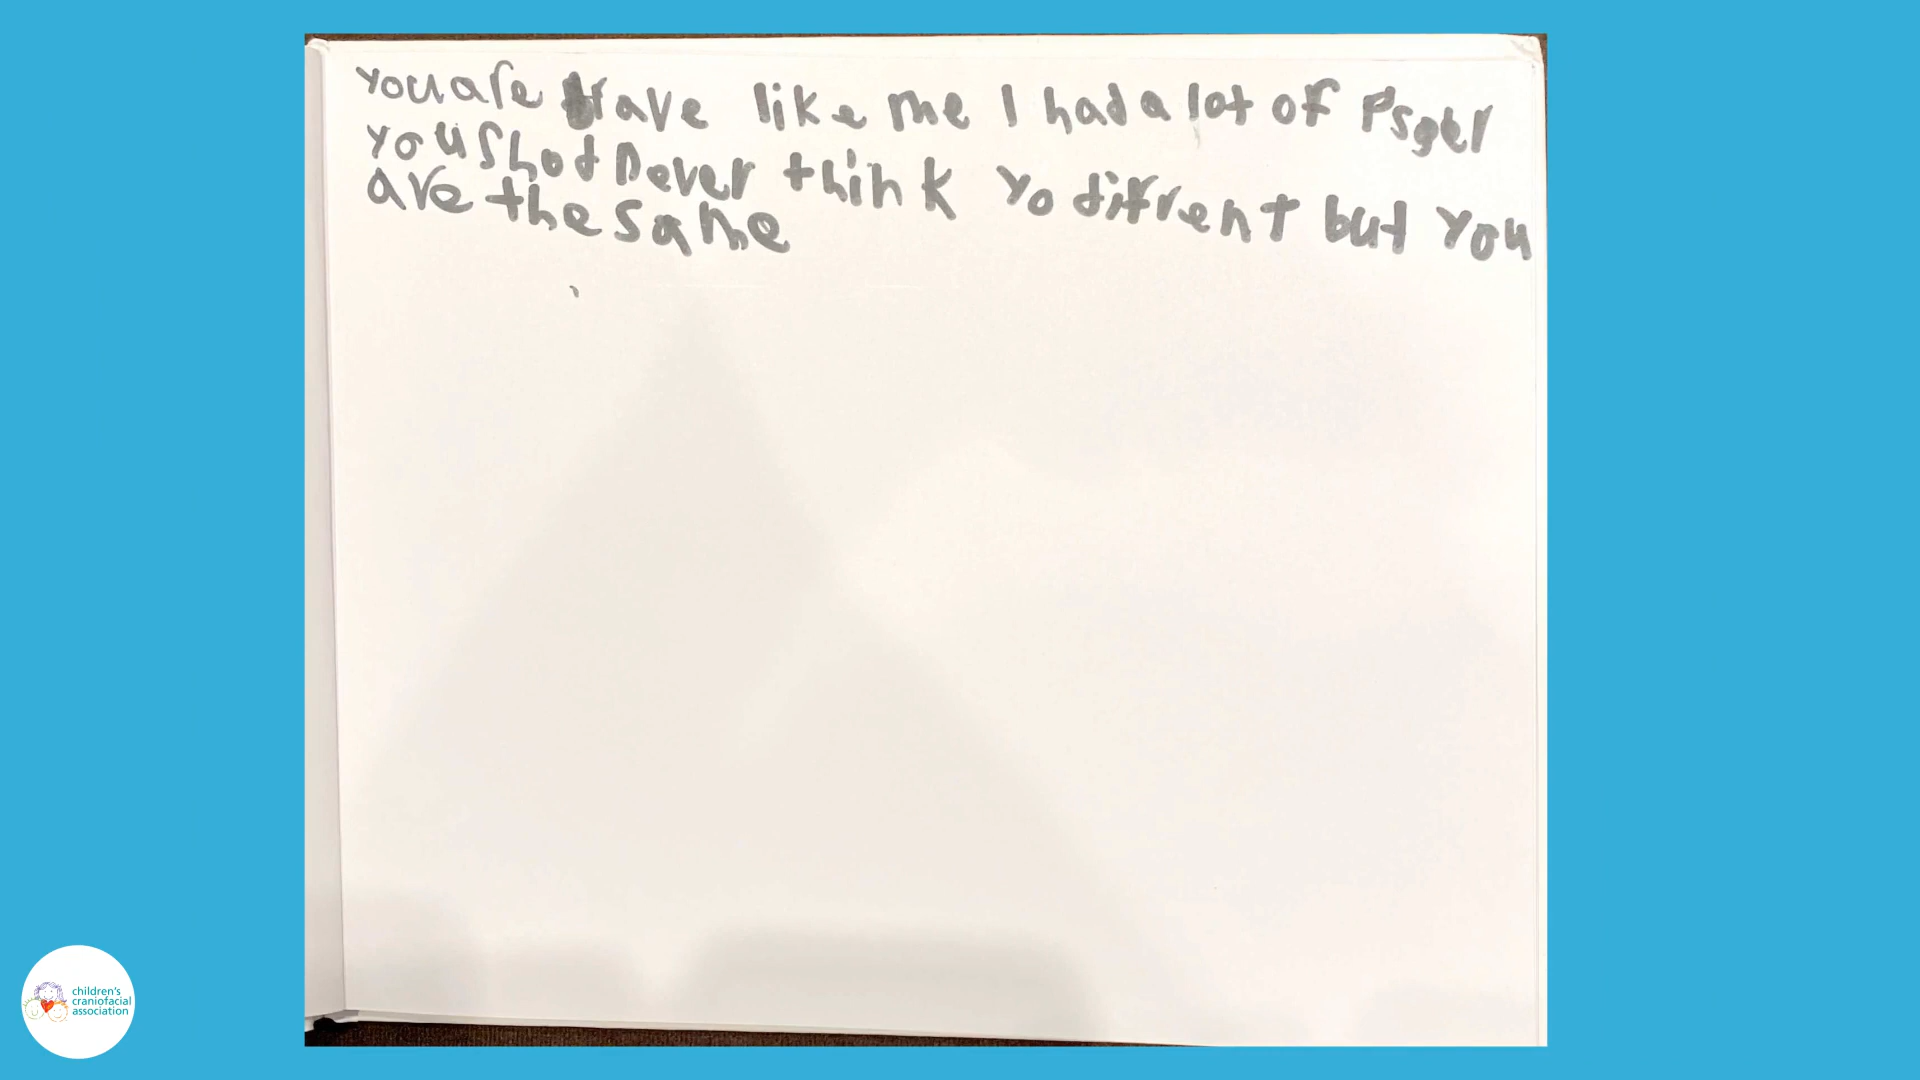 you are brave like me I had a lot of Psger
you shod never think yo difrent but you
are the same
children's
craniofacial
association